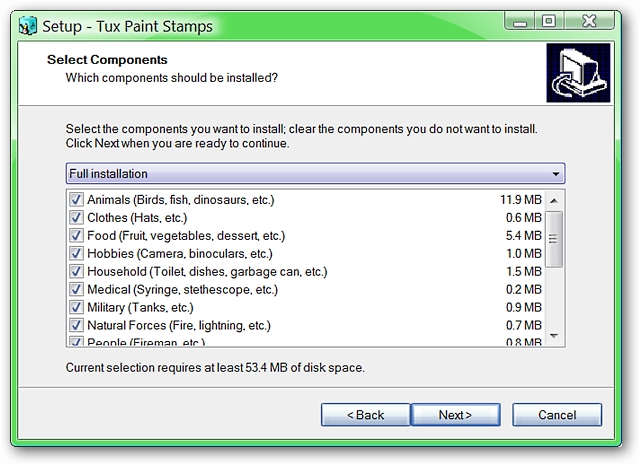 Setup - Tux Paint Stamps
Select Components
Which components should be installed?
Select the components you want to install; clear the components you do not want to install.
Click Next when you are ready to continue.
Full installation
Animals (Birds, fish, dinosaurs, etc.) 11.9 MB
Clothes (Hats, etc.) 0.6 MB
Food (Fruit, vegetables, dessert, etc.) 5.4 MB
Hobbies (Camera, binoculars, etc.) 1.0 MB
Household (Toilet, dishes, garbage can, etc.) 1.5 MB
Medical (Syringe, stethescope, etc.) 0.2 MB
Military (Tanks, etc.) 0.9 MB
Natural Forces (Fire, lightning, etc.) 0.7 MB
People (Fireman, etc.) 0.8 MB
Current selection requires at least 53.4 MB of disk space.
< Back Next > Cancel